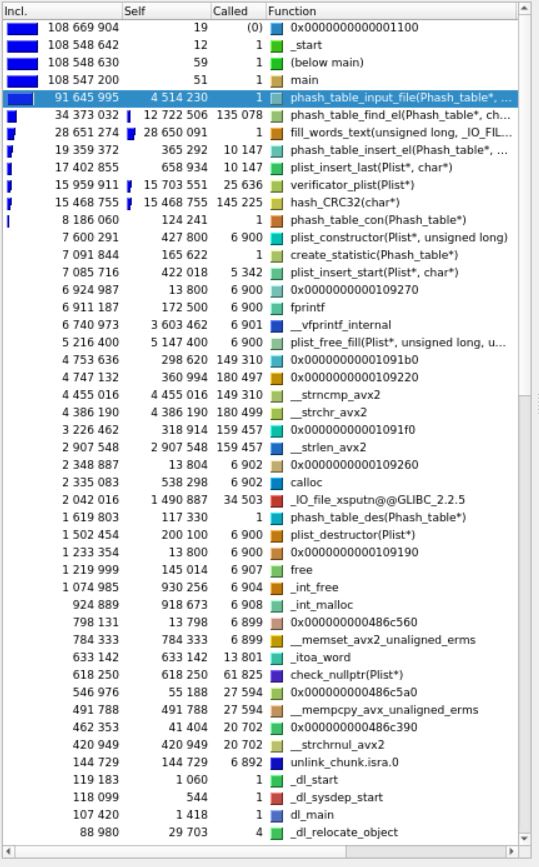 Incl. Self Called Function
108 669 904 19 (0) 0x0000000000001100
108 548 642 12 1 _start
108 548 630 59 1 (below main)
108 547 200 51 1 main
91 645 995 4 514 230 1 phash_table_input_file(Phash_table*, ...
34 373 032 12 722 506 135 078 phash_table_find_el(Phash_table*, ch...
28 651 274 28 650 091 1 fill_words_text(unsigned long, _IO_FIL...
19 359 372 365 292 10 147 phash_table_insert_el(Phash_table*, ...
17 402 855 658 934 10 147 plist_insert_last(Plist*, char*)
15 959 911 15 703 551 25 636 verificator_plist(Plist*)
15 468 755 15 468 755 145 225 hash_CRC32(char*)
8 186 060 124 241 1 phash_table_con(Phash_table*)
7 600 291 427 800 6 900 plist_constructor(Plist*, unsigned long)
7 091 844 165 622 1 create_statistic(Phash_table*)
7 085 716 422 018 5 342 plist_insert_start(Plist*, char*)
6 924 987 13 800 6 900 0x0000000000109270
6 911 187 172 500 6 900 fprintf
6 740 973 3 603 462 6 901 __vfprintf_internal
5 216 400 5 147 400 6 900 plist_free_fill(Plist*, unsigned long, u...
4 753 636 298 620 149 310 0x00000000001091b0
4 747 132 360 994 180 497 0x0000000000109220
4 455 016 4 455 016 149 310 __strncmp_avx2
4 386 190 4 386 190 180 499 __strchr_avx2
3 226 462 318 914 159 457 0x00000000001091f0
2 907 548 2 907 548 159 457 __strlen_avx2
2 348 887 13 804 6 902 0x0000000000109260
2 335 083 538 298 6 902 calloc
2 042 016 1 490 887 34 503 _IO_file_xsputn@@GLIBC_2.2.5
1 619 803 117 330 1 phash_table_des(Phash_table*)
1 502 454 200 100 6 900 plist_destructor(Plist*)
1 233 354 13 800 6 900 0x0000000000109190
1 219 999 145 014 6 907 free
1 074 985 930 256 6 904 _int_free
924 889 918 673 6 908 _int_malloc
798 131 13 798 6 899 0x000000000486c560
784 333 784 333 6 899 __memset_avx2_unaligned_erms
633 142 633 142 13 801 _itoa_word
618 250 618 250 61 825 check_nullptr(Plist*)
546 976 55 188 27 594 0x000000000486c5a0
491 788 491 788 27 594 __mempcpy_avx_unaligned_erms
462 353 41 404 20 702 0x000000000486c390
420 949 420 949 20 702 __strchrnul_avx2
144 729 144 729 6 892 unlink_chunk.isra.0
119 183 1 060 1 _dl_start
118 099 544 1 _dl_sysdep_start
107 420 1 418 1 dl_main
88 980 29 703 4 _dl_relocate_object